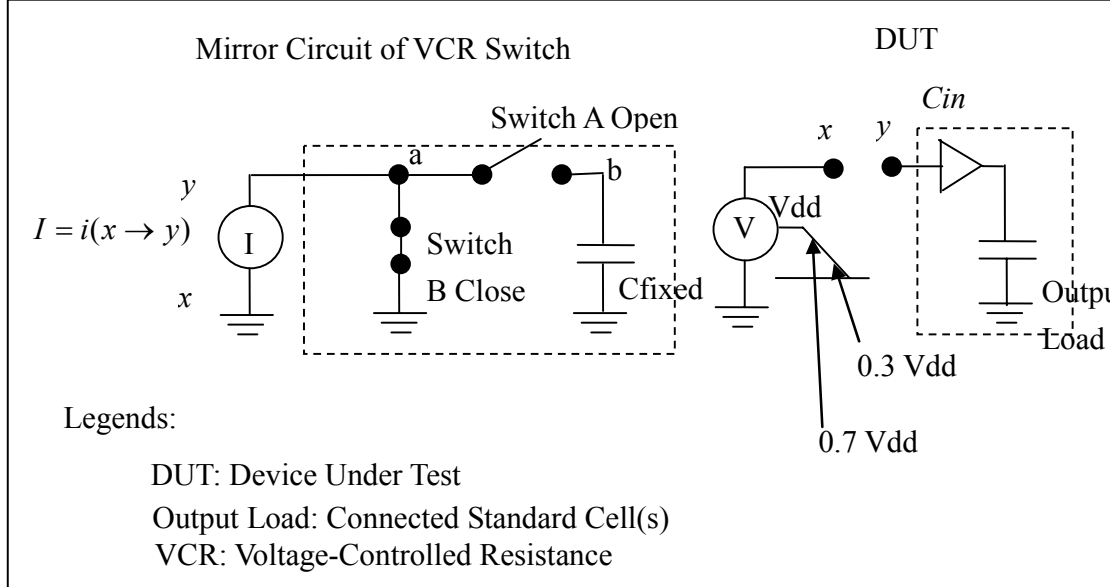 Mirror Circuit of VCR Switch
DUT
Cin
Switch A Open
x
y
a
b
y
I = i(x → y)
I
Switch
B Close
x
Cfixed
Vdd
V
Outpu
Load
0.3 Vdd
0.7 Vdd
Legends:
DUT: Device Under Test
Output Load: Connected Standard Cell(s)
VCR: Voltage-Controlled Resistance